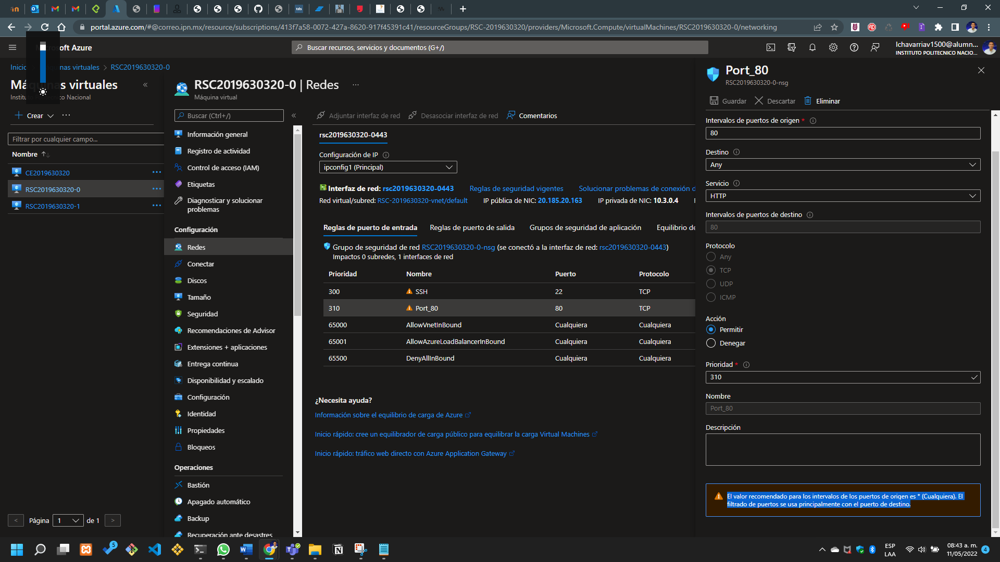 portal.azure.com/#@correo.ipn.mx/resource/subscriptions/413f7a58-0072-427a-8620-917f45391c41/resourceGroups/RSC-2019630320/providers/Microsoft.Compute/virtualMachines/RSC2019630320-0/networking
oft Azure
Buscar recursos, servicios y documentos (G+/)
lchavarriav1500@alumn...
INSTITUTO POLITECNICO NACIO...
Inicio
nas virtuales > RSC2019630320-0
Máquinas virtuales
«
Instituto Politécnico Nacional
+ Crear
...
Filtrar por cualquier campo...
Nombre ↑↓
CE2019630320
RSC2019630320-0
RSC2019630320-1
< Página 1 de 1 >
RSC2019630320-0 | Redes
...
Máquina virtual
Buscar (Ctrl+/)
«
Información general
Registro de actividad
Control de acceso (IAM)
Etiquetas
Diagnosticar y solucionar
problemas
Configuración
Redes
Conectar
Discos
Tamaño
Seguridad
Recomendaciones de Advisor
Extensiones + aplicaciones
Entrega continua
Disponibilidad y escalado
Configuración
Identidad
Propiedades
Bloqueos
Operaciones
Bastión
Apagado automático
Backup
Recuperación ante desastres
Adjuntar interfaz de red
Desasociar interfaz de red
Comentarios
rsc2019630320-0443
Configuración de IP
ipconfig1 (Principal)
Interfaz de red: rsc2019630320-0443
Reglas de seguridad vigentes
Solucionar problemas de conexión d
Red virtual/subred: RSC-2019630320-vnet/default
IP pública de NIC: 20.185.20.163
IP privada de NIC: 10.3.0.4
Reglas de puerto de entrada
Reglas de puerto de salida
Grupos de seguridad de aplicación
Equilibrio de
Grupo de seguridad de red RSC2019630320-0-nsg (se conectó a la interfaz de red: rsc2019630320-0443)
Impactos 0 subredes, 1 interfaces de red
Prioridad Nombre Puerto Protocolo
300 SSH 22 TCP
310 Port_80 80 TCP
65000 AllowVnetInBound Cualquiera Cualquiera
65001 AllowAzureLoadBalancerInBound Cualquiera Cualquiera
65500 DenyAllInBound Cualquiera Cualquiera
¿Necesita ayuda?
Información sobre el equilibrio de carga de Azure
Inicio rápido: cree un equilibrador de carga público para equilibrar la carga Virtual Machines
Inicio rápido: tráfico web directo con Azure Application Gateway
Port_80
RSC2019630320-0-nsg
Guardar
Descartar
Eliminar
Intervalos de puertos de origen *
80
Destino
Any
Servicio
HTTP
Intervalos de puertos de destino
80
Protocolo
Any
TCP
UDP
ICMP
Acción
Permitir
Denegar
Prioridad *
310
Nombre
Port_80
Descripción
El valor recomendado para los intervalos de los puertos de origen es * (Cualquiera). El
filtrado de puertos se usa principalmente con el puerto de destino.
5
ESP
LAA
08:43 a. m.
11/05/2022
4